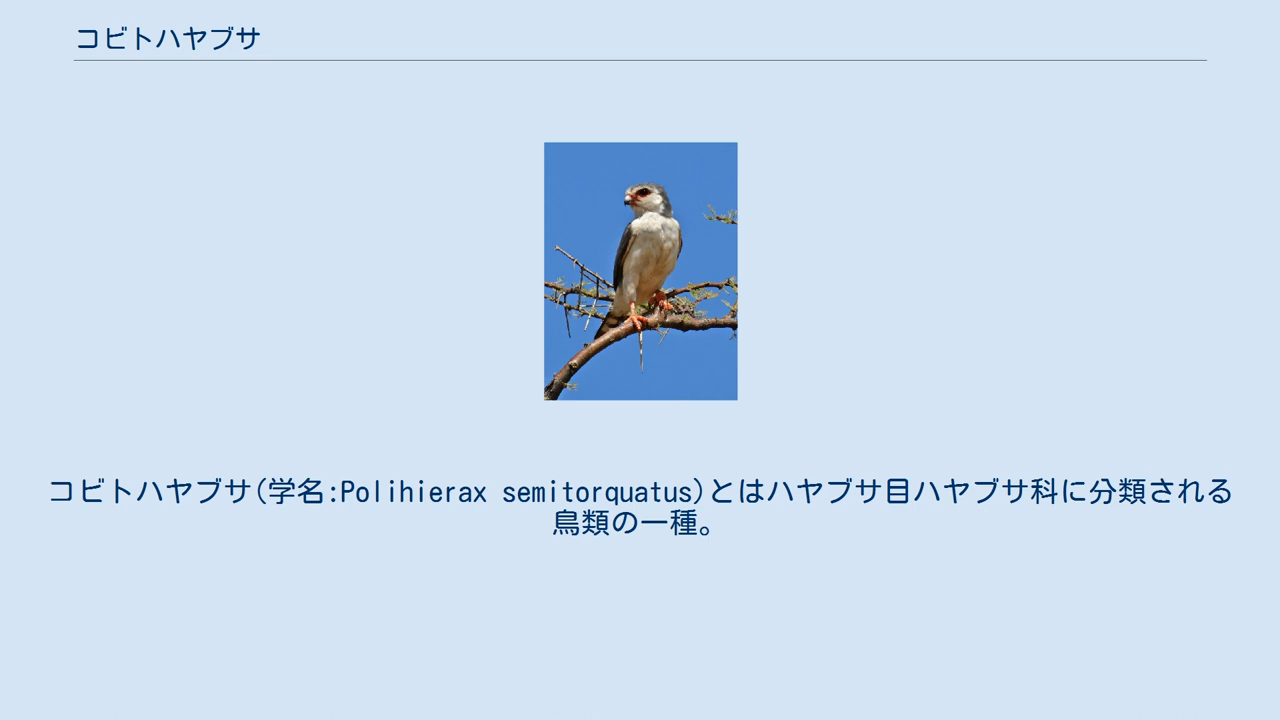 コビトハヤブサ
コビトハヤブサ(学名:Polihierax semitorquatus)とはハヤブサ目ハヤブサ科に分類される
鳥類の一種。